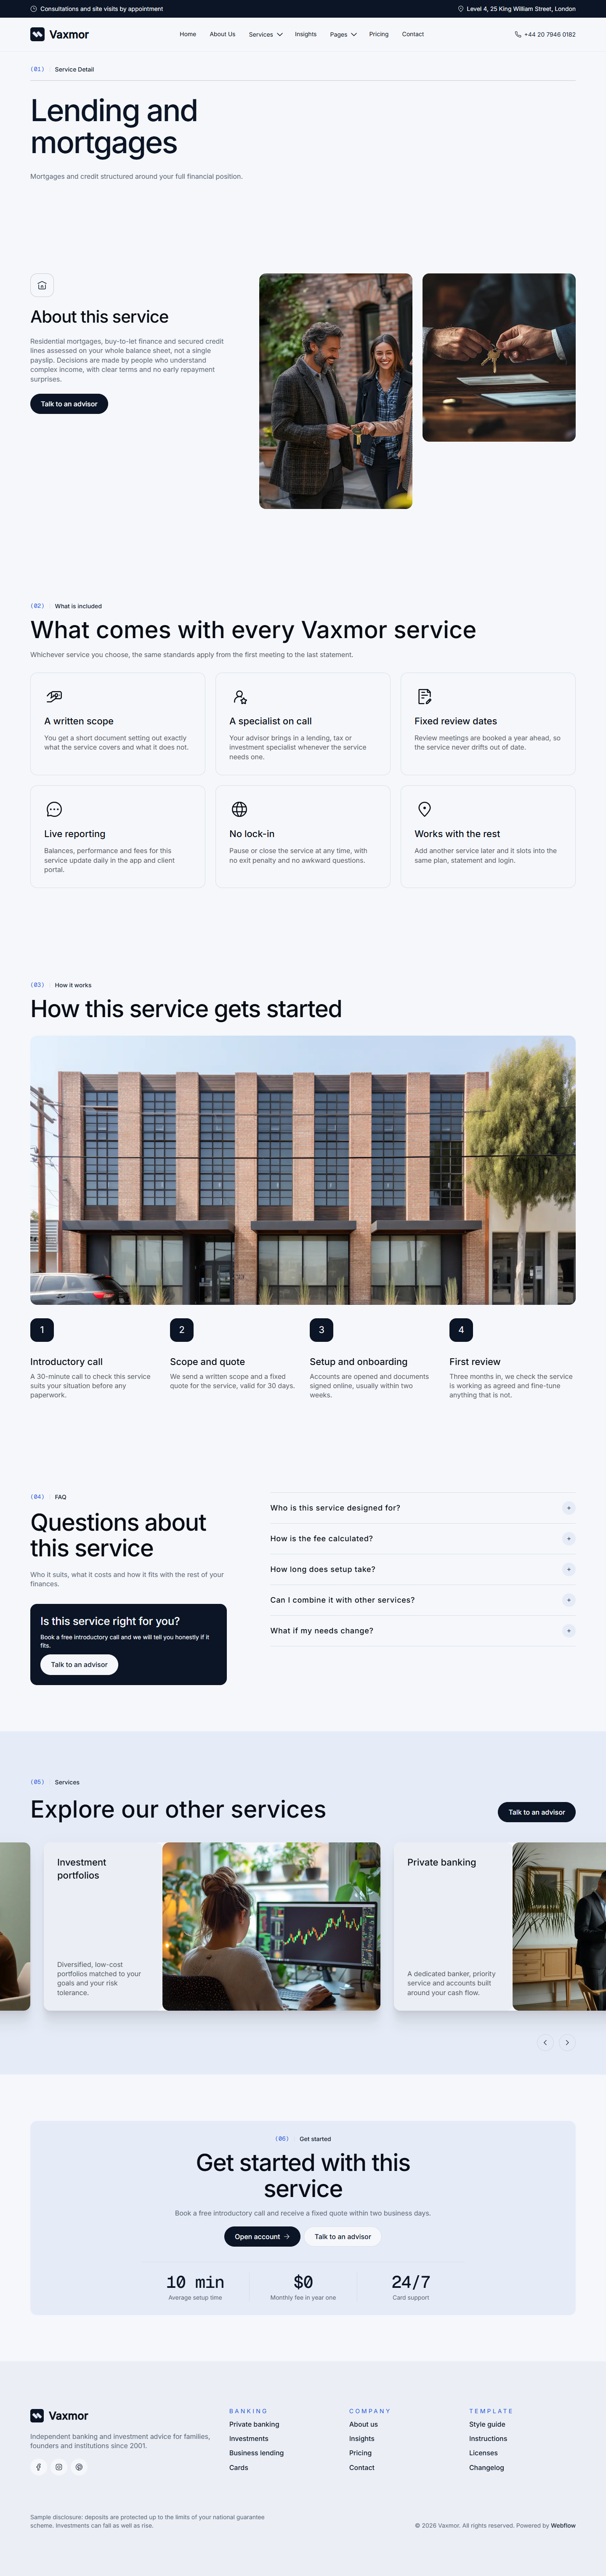 Consultations and site visits by appointment
Level 4, 25 King William Street, London
Vaxmor
Home
About Us
Services
Insights
Pages
Pricing
Contact
+44 20 7946 0182
(01)
Service Detail
Lending and
mortgages
Mortgages and credit structured around your full financial position.
About this service
Residential mortgages, buy-to-let finance and secured credit
lines assessed on your whole balance sheet, not a single
payslip. Decisions are made by people who understand
complex income, with clear terms and no early repayment
surprises.
Talk to an advisor
(02)
What is included
What comes with every Vaxmor service
Whichever service you choose, the same standards apply from the first meeting to the last statement.
A written scope
You get a short document setting out exactly
what the service covers and what it does not.
A specialist on call
Your advisor brings in a lending, tax or
investment specialist whenever the service
needs one.
Fixed review dates
Review meetings are booked a year ahead, so
the service never drifts out of date.
Live reporting
Balances, performance and fees for this
service update daily in the app and client
portal.
No lock-in
Pause or close the service at any time, with
no exit penalty and no awkward questions.
Works with the rest
Add another service later and it slots into the
same plan, statement and login.
(03)
How it works
How this service gets started
1
Introductory call
A 30-minute call to check this service
suits your situation before any
paperwork.
2
Scope and quote
We send a written scope and a fixed
quote for the service, valid for 30 days.
3
Setup and onboarding
Accounts are opened and documents
signed online, usually within two
weeks.
4
First review
Three months in, we check the service
is working as agreed and fine-tune
anything that is not.
(04)
FAQ
Questions about
this service
Who it suits, what it costs and how it fits with the rest of your
finances.
Is this service right for you?
Book a free introductory call and we will tell you honestly if it
fits.
Talk to an advisor
Who is this service designed for?
How is the fee calculated?
How long does setup take?
Can I combine it with other services?
What if my needs change?
(05)
Services
Explore our other services
Talk to an advisor
Investment
portfolios
Diversified, low-cost
portfolios matched to your
goals and your risk
tolerance.
Private banking
A dedicated banker, priority
service and accounts built
around your cash flow.
(06)
Get started
Get started with this
service
Book a free introductory call and receive a fixed quote within two business days.
Open account
Talk to an advisor
10 min
Average setup time
$0
Monthly fee in year one
24/7
Card support
Vaxmor
Independent banking and investment advice for families,
founders and institutions since 2001.
BANKING
Private banking
Investments
Business lending
Cards
COMPANY
About us
Insights
Pricing
Contact
TEMPLATE
Style guide
Instructions
Licenses
Changelog
Sample disclosure: deposits are protected up to the limits of your national guarantee
scheme. Investments can fall as well as rise.
© 2026 Vaxmor. All rights reserved. Powered by Webflow